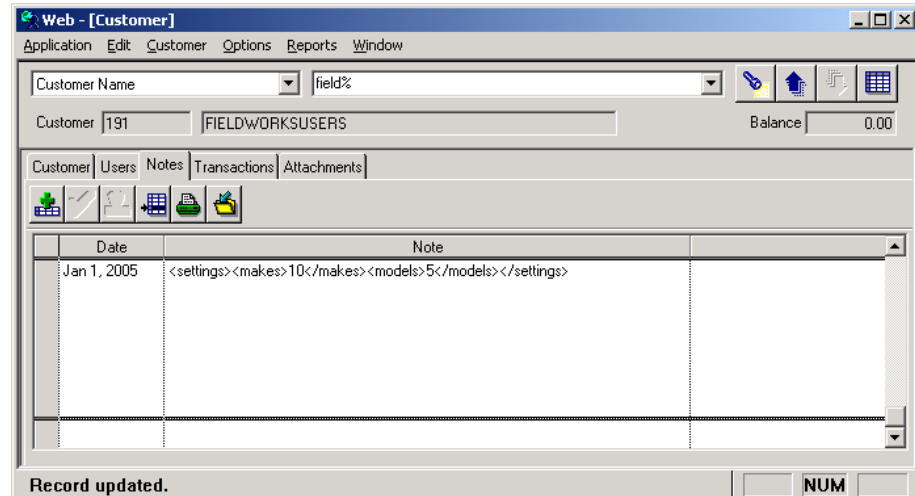 Web - [Customer]
Application Edit Customer Options Reports Window
Customer Name field%
Customer 191 FIELDWORKSUSERS Balance 0.00
Customer Users Notes Transactions Attachments
Date Note
Jan 1, 2005 <settings><makes>10</makes><models>5</models></settings>
Record updated. NUM